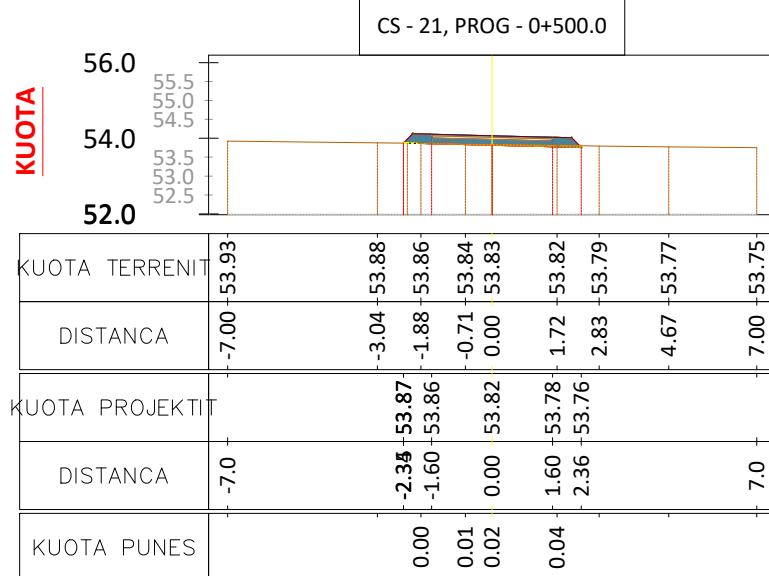 CS - 21, PROG - 0+500.0
KUOTA
56.0
55.5
55.0
54.5
54.0
53.5
53.0
52.5
52.0
KUOTA TERRENIT 53.93 53.88 53.86 53.84 53.83 53.82 53.79 53.77 53.75
DISTANCA -7.00 -3.04 -1.88 -0.71 0.00 1.72 2.83 4.67 7.00
KUOTA PROJEKTIT 53.87 53.86 53.82 53.78 53.76
DISTANCA -7.0 -1.60 0.00 1.60 2.36 7.0
KUOTA PUNES 0.00 0.01 0.02 0.04